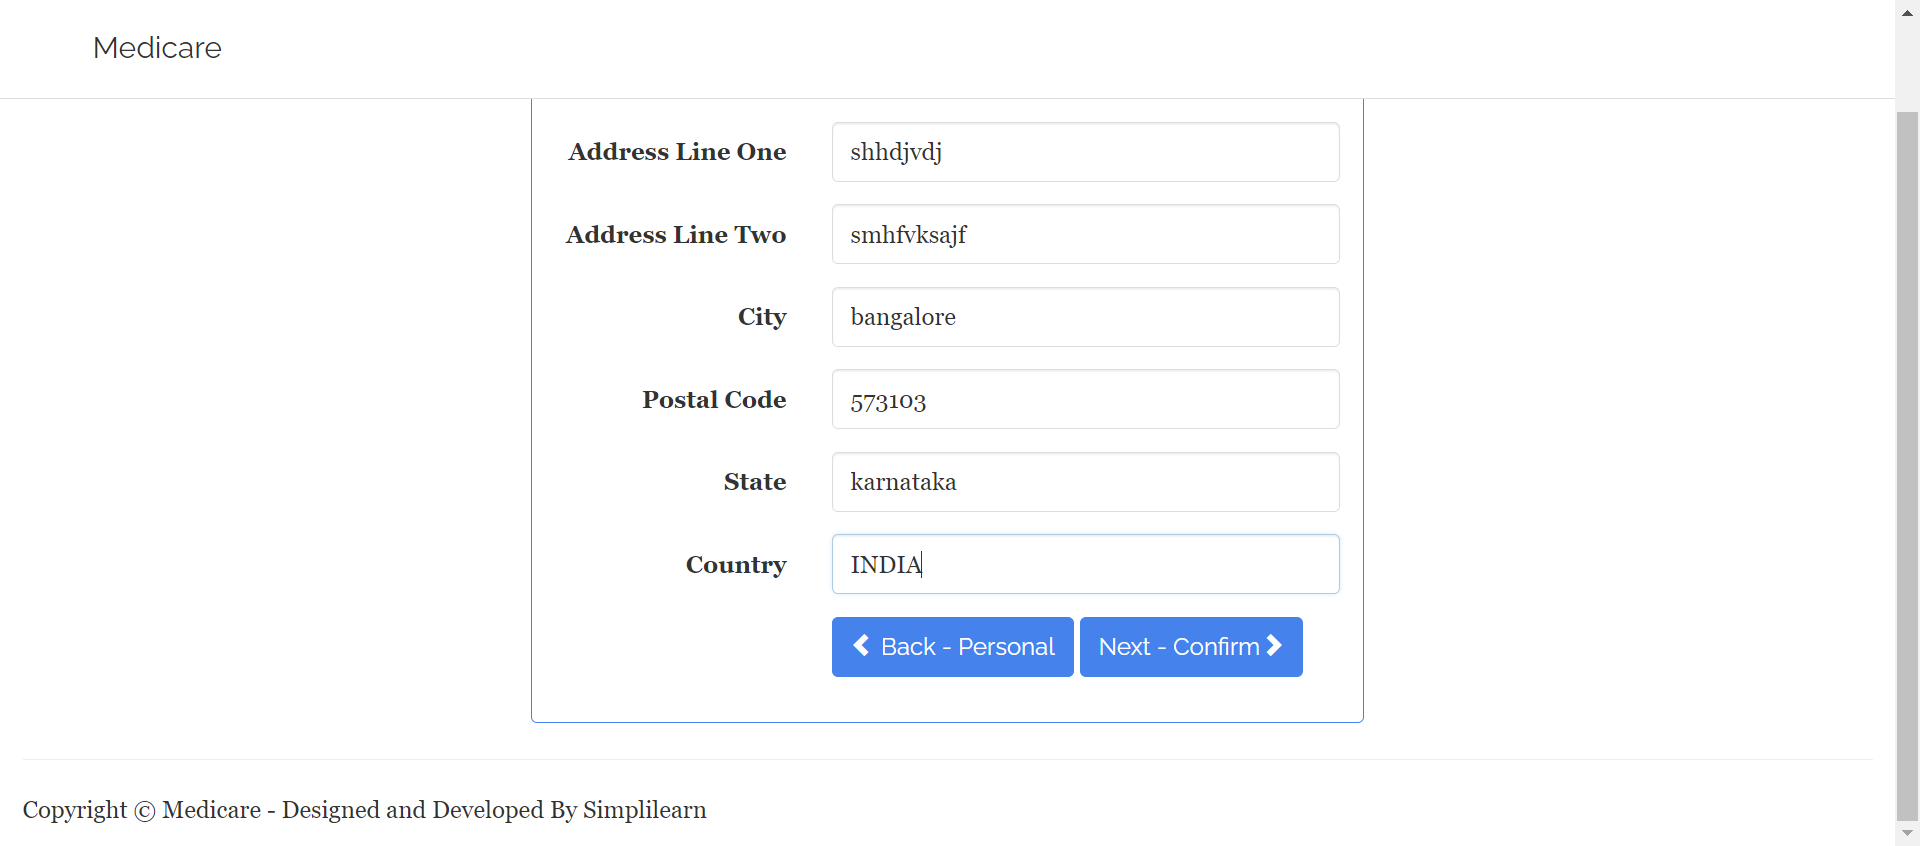 Medicare
Address Line One shhdjvdj
Address Line Two smhfvksajf
City bangalore
Postal Code 573103
State karnataka
Country INDIA
Back - Personal Next - Confirm
Copyright © Medicare - Designed and Developed By Simplilearn